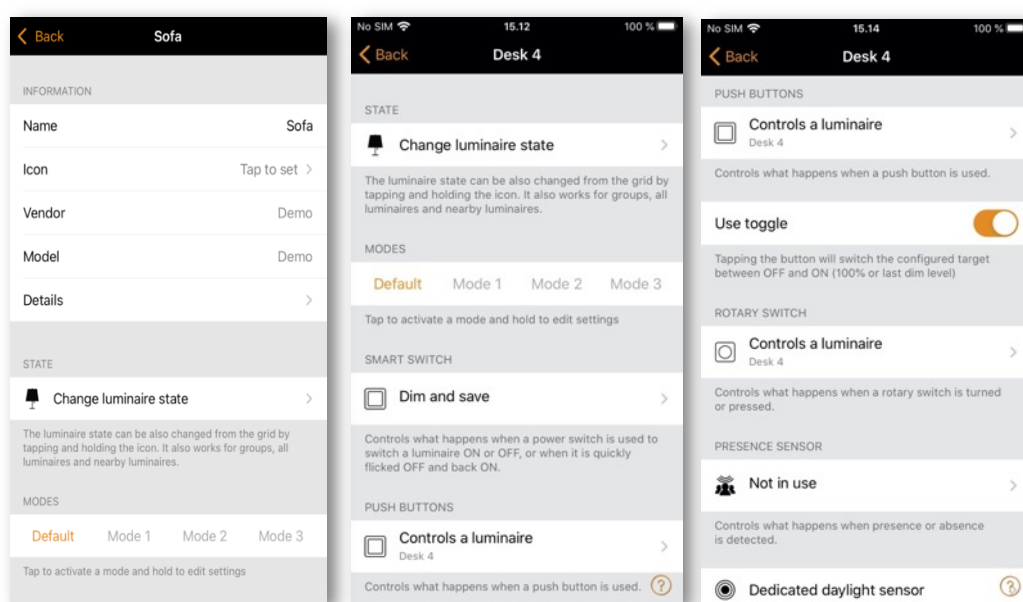 Back
Sofa
INFORMATION
Name Sofa
Icon Tap to set
Vendor Demo
Model Demo
Details
STATE
Change luminaire state
The luminaire state can be also changed from the grid by
tapping and holding the icon. It also works for groups, all
luminaires and nearby luminaires.
MODES
Default Mode 1 Mode 2 Mode 3
Tap to activate a mode and hold to edit settings
No SIM 15.12 100 %
Back Desk 4
STATE
Change luminaire state
The luminaire state can be also changed from the grid by
tapping and holding the icon. It also works for groups, all
luminaires and nearby luminaires.
MODES
Default Mode 1 Mode 2 Mode 3
Tap to activate a mode and hold to edit settings
SMART SWITCH
Dim and save
Controls what happens when a power switch is used to
switch a luminaire ON or OFF, or when it is quickly
flicked OFF and back ON.
PUSH BUTTONS
Controls a luminaire
Desk 4
Controls what happens when a push button is used. ?
No SIM 15.14 100 %
Back Desk 4
PUSH BUTTONS
Controls a luminaire
Desk 4
Controls what happens when a push button is used.
Use toggle
Tapping the button will switch the configured target
between OFF and ON (100% or last dim level)
ROTARY SWITCH
Controls a luminaire
Desk 4
Controls what happens when a rotary switch is turned
or pressed.
PRESENCE SENSOR
Not in use
Controls what happens when presence or absence
is detected.
Dedicated daylight sensor ?